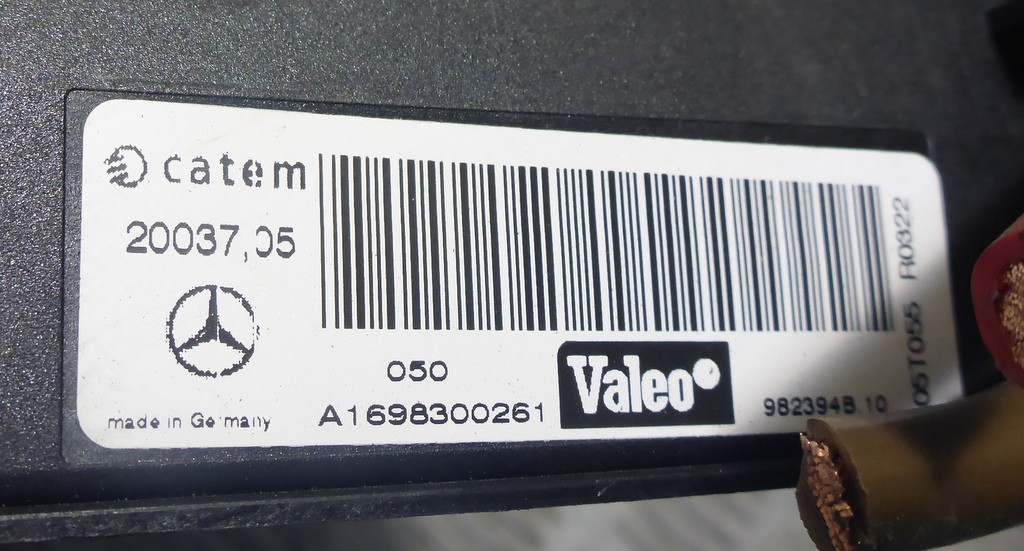 catem
20037,05
made in Germany
050
A1698300261
Valeo
982394B.10
05T055 R0322